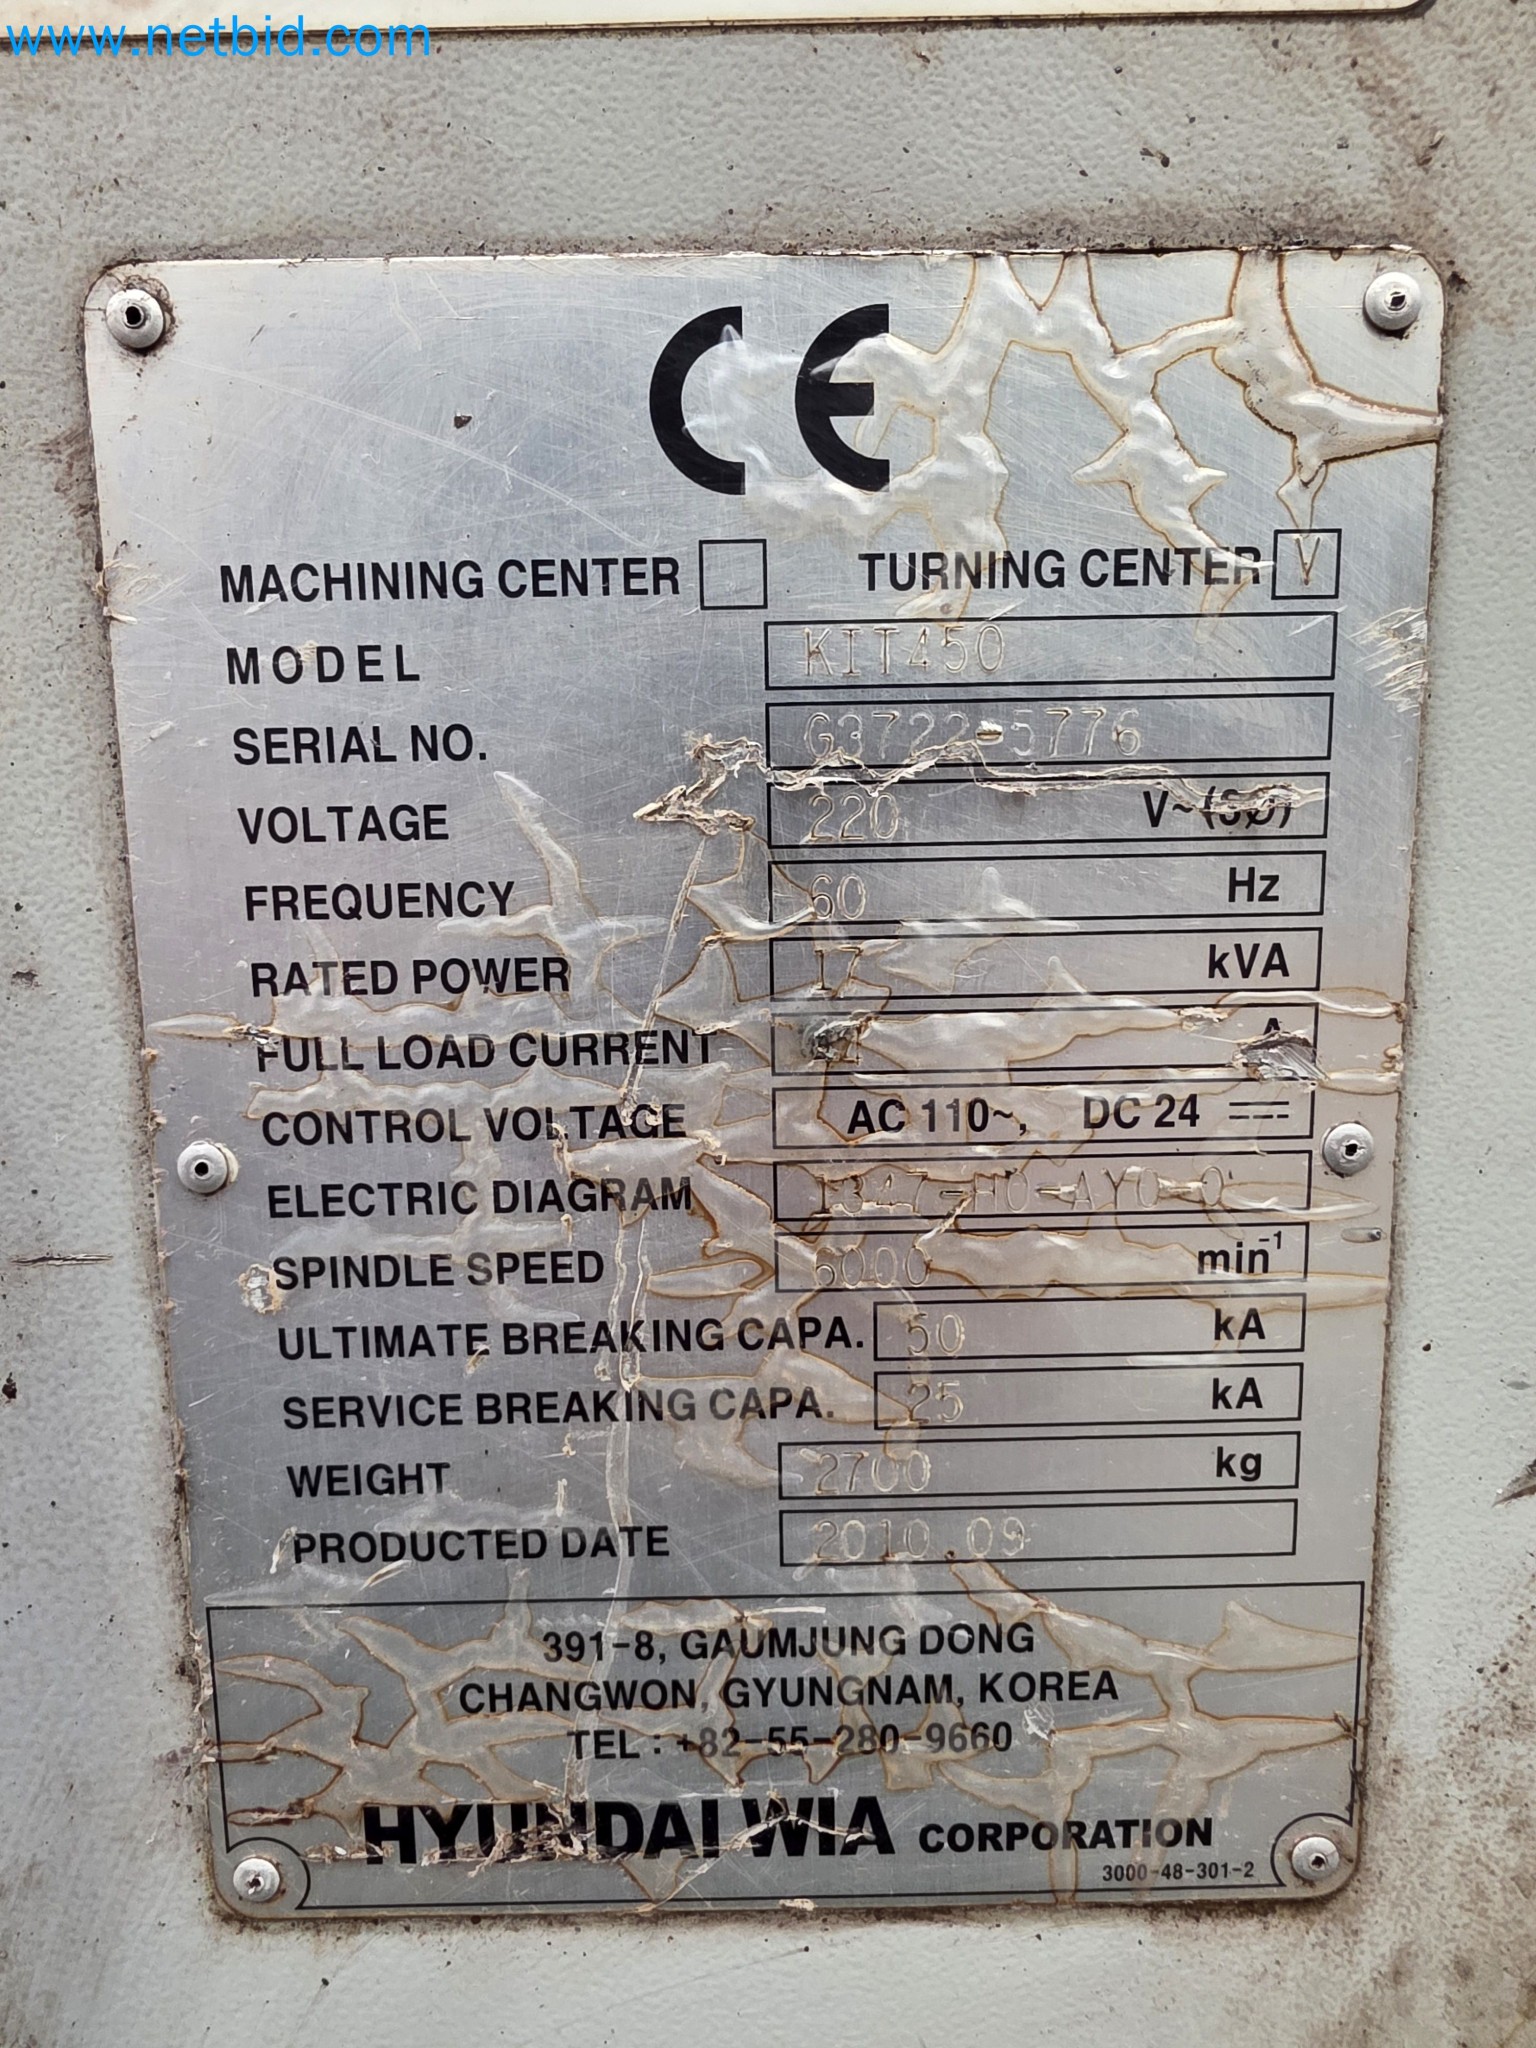 www.netbid.com
CE
MACHINING CENTER TURNING CENTER V
MODEL KIT450
SERIAL NO. G3722-5776
VOLTAGE 220 V~(3Ø)
FREQUENCY 60 Hz
RATED POWER 17 kVA
FULL LOAD CURRENT A
CONTROL VOLTAGE AC 110~, DC 24
ELECTRIC DIAGRAM
SPINDLE SPEED 6000 min-1
ULTIMATE BREAKING CAPA. 50 kA
SERVICE BREAKING CAPA. 25 kA
WEIGHT 2700 kg
PRODUCTED DATE 2010.09
391-8, GAUMJUNG DONG
CHANGWON, GYUNGNAM, KOREA
TEL : +82-55-280-9660
HYUNDAI WIA CORPORATION
3000-48-301-2